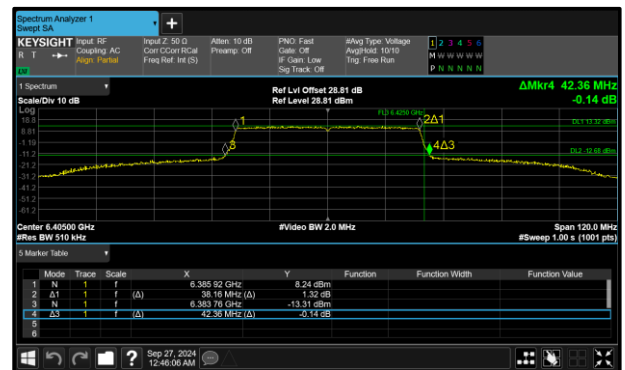 Spectrum Analyzer 1
Swept SA
+
KEYSIGHT
R T
Input: RF
Coupling: AC
Align: Partial
Input Z: 50 Ω
Corr CCorr RCal
Freq Ref: Int (S)
Atten: 10 dB
Preamp: Off
PNO: Fast
Gate: Off
IF Gain: Low
Sig Track: Off
#Avg Type: Voltage
Avg|Hold: 10/10
Trig: Free Run
1 2 3 4 5 6
M W W W W W
P N N N N N
1 Spectrum
Scale/Div 10 dB
Ref Lvl Offset 28.81 dB
Ref Level 28.81 dBm
ΔMkr4 42.36 MHz
-0.14 dB
Log
18.8
8.81
-1.19
-11.2
-21.2
-31.2
-41.2
-51.2
-61.2
1
2Δ1
3
4Δ3
FL3 6.4250 GHz
DL1 13.32 dBm
DL2 -12.68 dBm
Center 6.40500 GHz
#Res BW 510 kHz
#Video BW 2.0 MHz
Span 120.0 MHz
#Sweep 1.00 s (1001 pts)
5 Marker Table
Mode Trace Scale X Y Function Function Width Function Value
1 N 1 f 6.385 92 GHz 8.24 dBm
2 Δ1 1 f (Δ) 38.16 MHz (Δ) 1.32 dB
3 N 1 f 6.383 76 GHz -13.31 dBm
4 Δ3 1 f (Δ) 42.36 MHz (Δ) -0.14 dB
5
6
?
Sep 27, 2024
12:46:06 AM